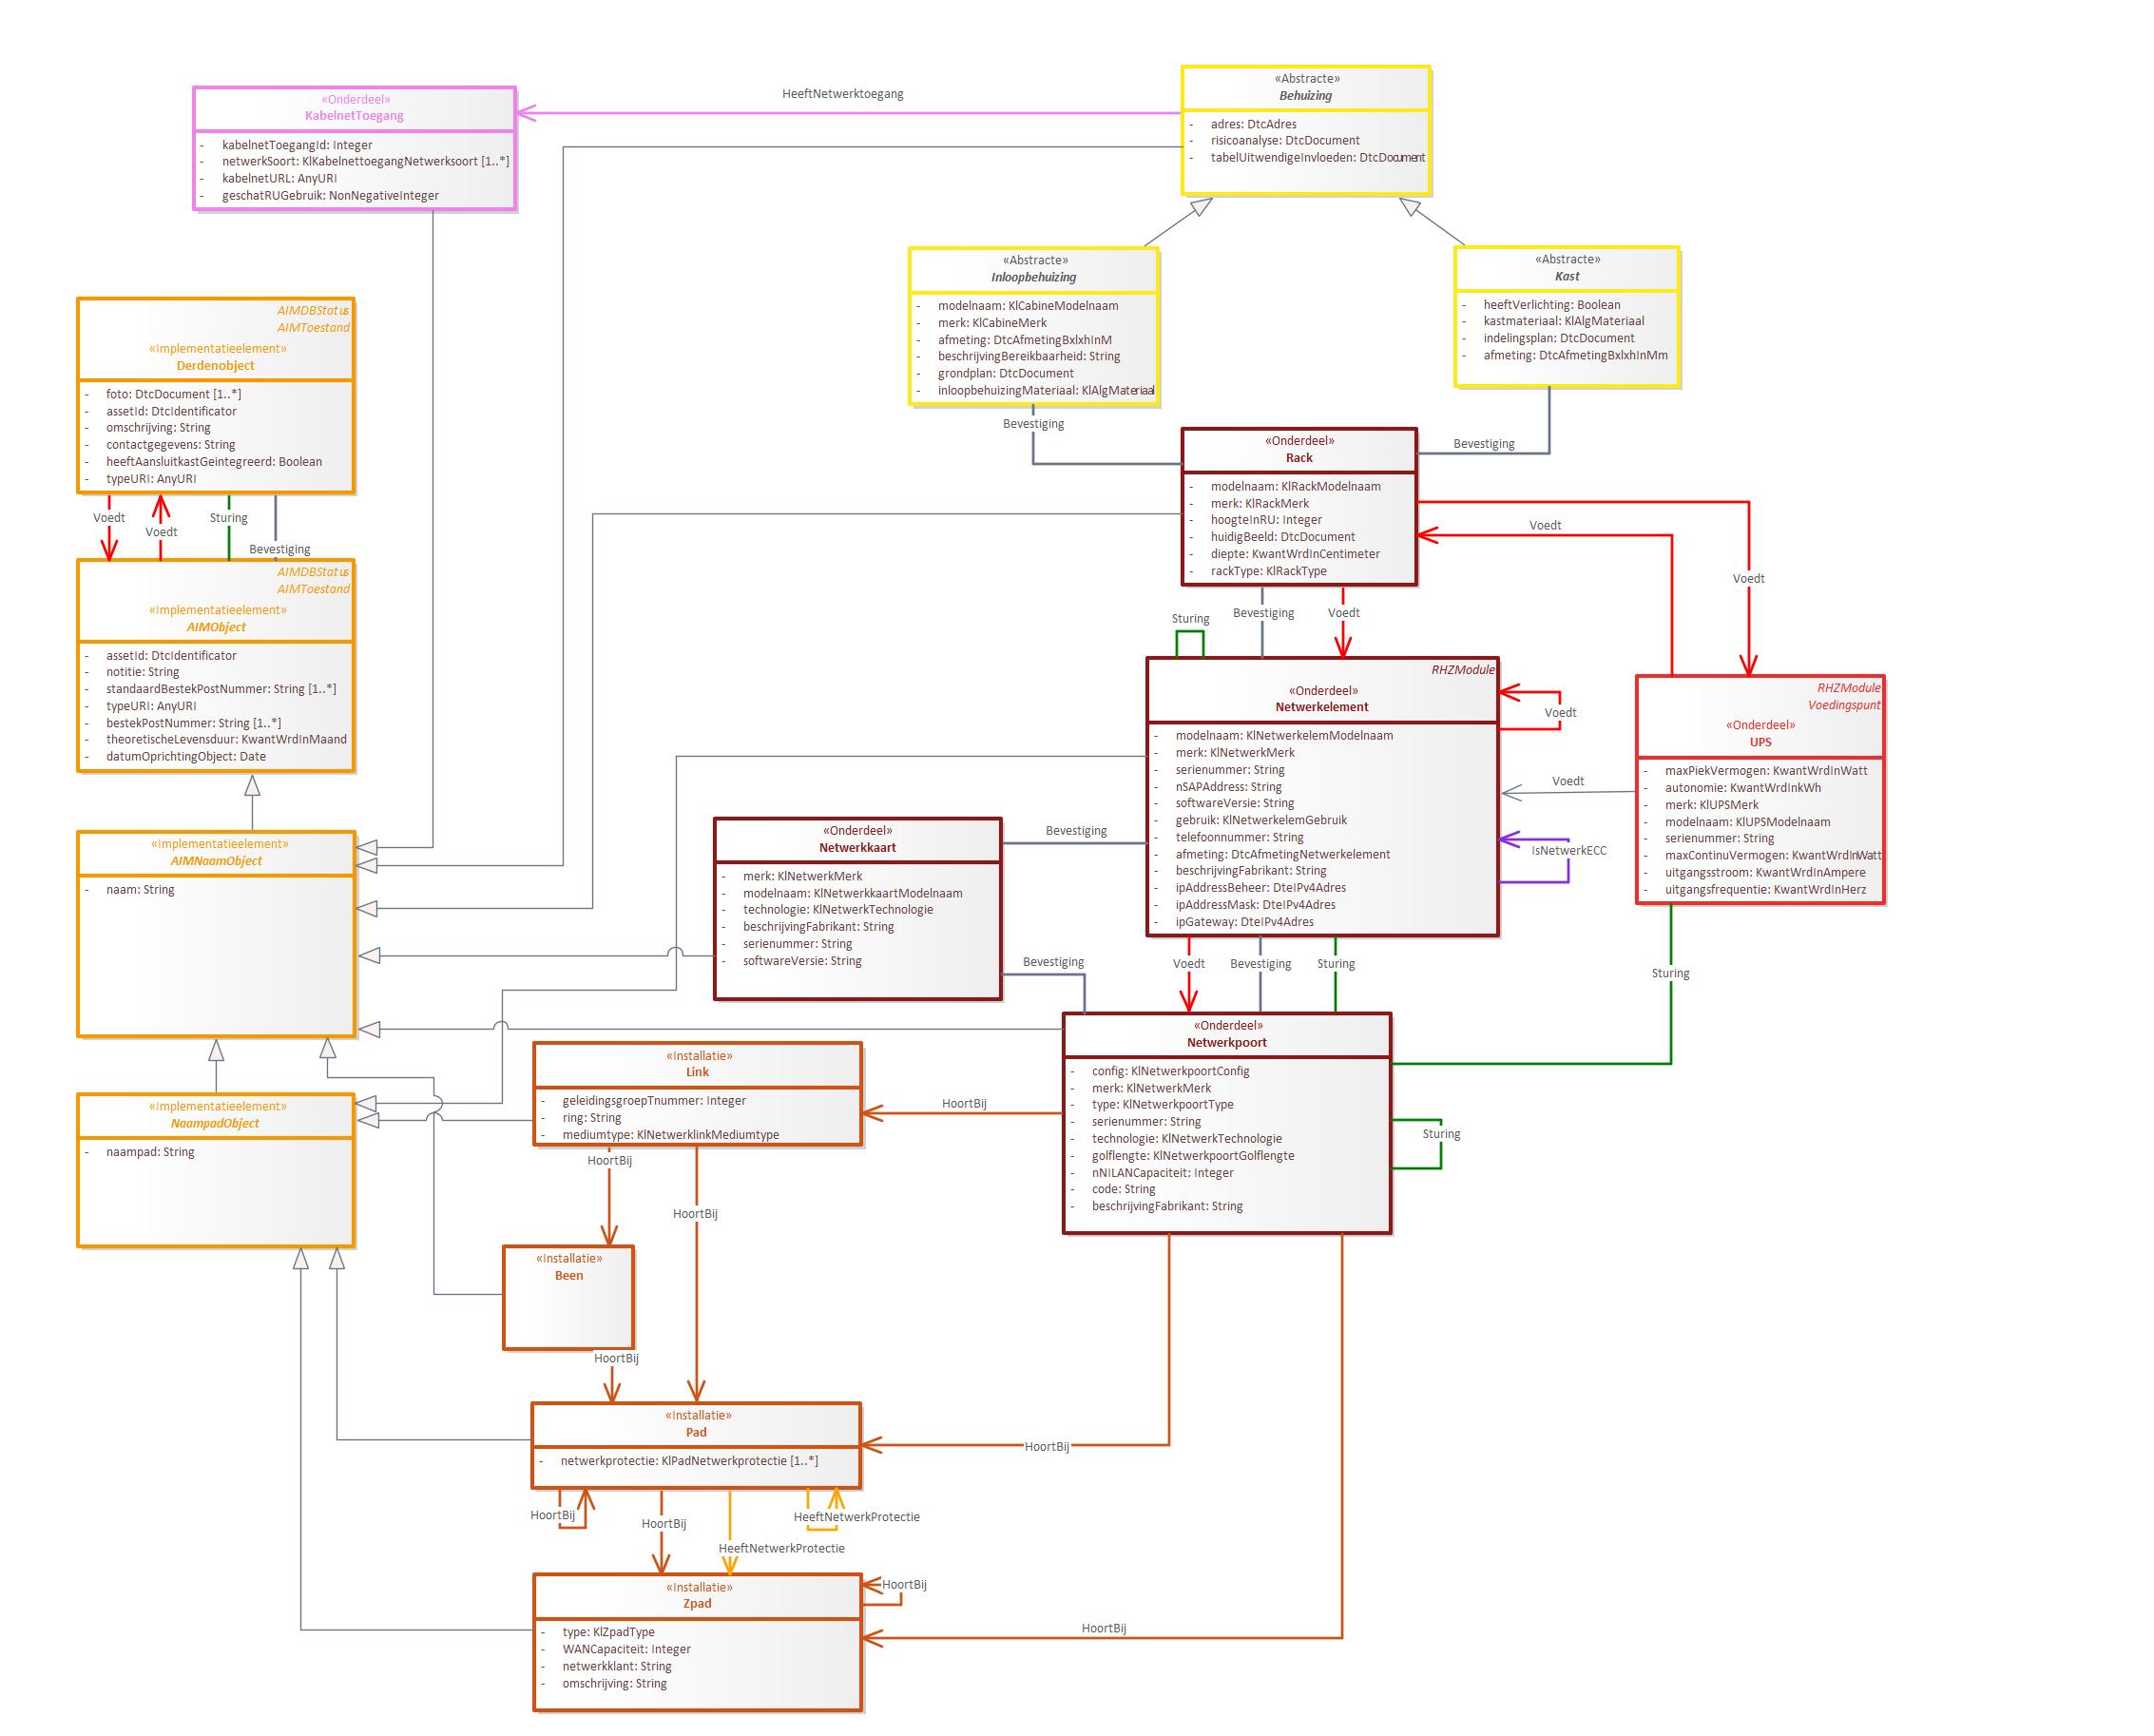 «Onderdeel»
KabelnetToegang
- kabelnetToegangId: Integer
- netwerkSoort: KlKabelnettoegangNetwerksoort [1..*]
- kabelnetURL: AnyURI
- geschatRUGebruik: NonNegativeInteger
HeeftNetwerktoegang
«Abstracte»
Behuizing
- adres: DtcAdres
- risicoanalyse: DtcDocument
- tabelUitwendigeInvloeden: DtcDocument
«Abstracte»
Inloopbehuizing
- modelnaam: KlCabineModelnaam
- merk: KlCabineMerk
- afmeting: DtcAfmetingBxlxhInM
- beschrijvingBereikbaarheid: String
- grondplan: DtcDocument
- inloopbehuizingMateriaal: KlAlgMateriaal
«Abstracte»
Kast
- heeftVerlichting: Boolean
- kastmateriaal: KlAlgMateriaal
- indelingsplan: DtcDocument
- afmeting: DtcAfmetingBxlxhInMm
Bevestiging
Bevestiging
AIMDBStatus
AIMToestand
«Implementatieelement»
Derdenobject
- foto: DtcDocument [1..*]
- assetId: DtcIdentificator
- omschrijving: String
- contactgegevens: String
- heeftAansluitkastGeintegreerd: Boolean
- typeURI: AnyURI
Voedt
Voedt
Sturing
Bevestiging
AIMDBStatus
AIMToestand
«Implementatieelement»
AIMObject
- assetId: DtcIdentificator
- notitie: String
- standaardBestekPostNummer: String [1..*]
- typeURI: AnyURI
- bestekPostNummer: String [1..*]
- theoretischeLevensduur: KwantWrdInMaand
- datumOprichtingObject: Date
«Onderdeel»
Rack
- modelnaam: KlRackModelnaam
- merk: KlRackMerk
- hoogteInRU: Integer
- huidigBeeld: DtcDocument
- diepte: KwantWrdInCentimeter
- rackType: KlRackType
Voedt
Voedt
Sturing
Bevestiging
Voedt
RHZModule
«Onderdeel»
Netwerkelement
- modelnaam: KlNetwerkelemModelnaam
- merk: KlNetwerkMerk
- serienummer: String
- nSAPAddress: String
- softwareVersie: String
- gebruik: KlNetwerkelemGebruik
- telefoonnummer: String
- afmeting: DtcAfmetingNetwerkelement
- beschrijvingFabrikant: String
- ipAddressBeheer: DteIPv4Adres
- ipAddressMask: DteIPv4Adres
- ipGateway: DteIPv4Adres
Voedt
Voedt
IsNetwerkECC
RHZModule
Voedingspunt
«Onderdeel»
UPS
- maxPiekVermogen: KwantWrdInWatt
- autonomie: KwantWrdInkWh
- merk: KlUPSMerk
- modelnaam: KlUPSModelnaam
- serienummer: String
- maxContinuVermogen: KwantWrdInWatt
- uitgangsstroom: KwantWrdInAmpere
- uitgangsfrequentie: KwantWrdInHerz
«Implementatieelement»
AIMNaamObject
- naam: String
«Onderdeel»
Netwerkkaart
- merk: KlNetwerkMerk
- modelnaam: KlNetwerkkaartModelnaam
- technologie: KlNetwerkTechnologie
- beschrijvingFabrikant: String
- serienummer: String
- softwareVersie: String
Bevestiging
Bevestiging
Voedt
Bevestiging
Sturing
Sturing
«Onderdeel»
Netwerkpoort
- config: KlNetwerkpoortConfig
- merk: KlNetwerkMerk
- type: KlNetwerkpoortType
- serienummer: String
- technologie: KlNetwerkTechnologie
- golflengte: KlNetwerkpoortGolflengte
- nNILANCapaciteit: Integer
- code: String
- beschrijvingFabrikant: String
Sturing
«Installatie»
Link
- geleidingsgroepTnummer: Integer
- ring: String
- mediumtype: KlNetwerklinkMediumtype
HoortBij
«Implementatieelement»
NaampadObject
- naampad: String
HoortBij
HoortBij
«Installatie»
Been
HoortBij
«Installatie»
Pad
- netwerkprotectie: KlPadNetwerkprotectie [1..*]
HoortBij
HoortBij
HoortBij
HeeftNetwerkProtectie
HeeftNetwerkProtectie
«Installatie»
Zpad
- type: KlZpadType
- WANCapaciteit: Integer
- netwerkklant: String
- omschrijving: String
HoortBij
HoortBij